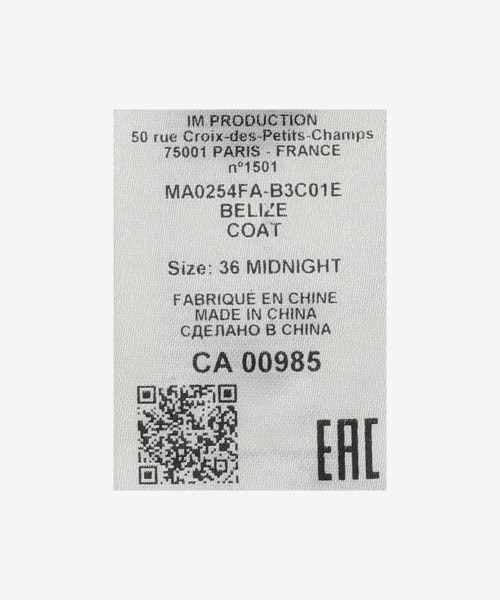 IM PRODUCTION
50 rue Croix-des-Petits-Champs
75001 PARIS - FRANCE
nº1501
MA0254FA-B3C01E
BELIZE
COAT
Size: 36 MIDNIGHT
FABRIQUÉ EN CHINE
MADE IN CHINA
СДЕЛАНО В CHINA
CA 00985
EAC